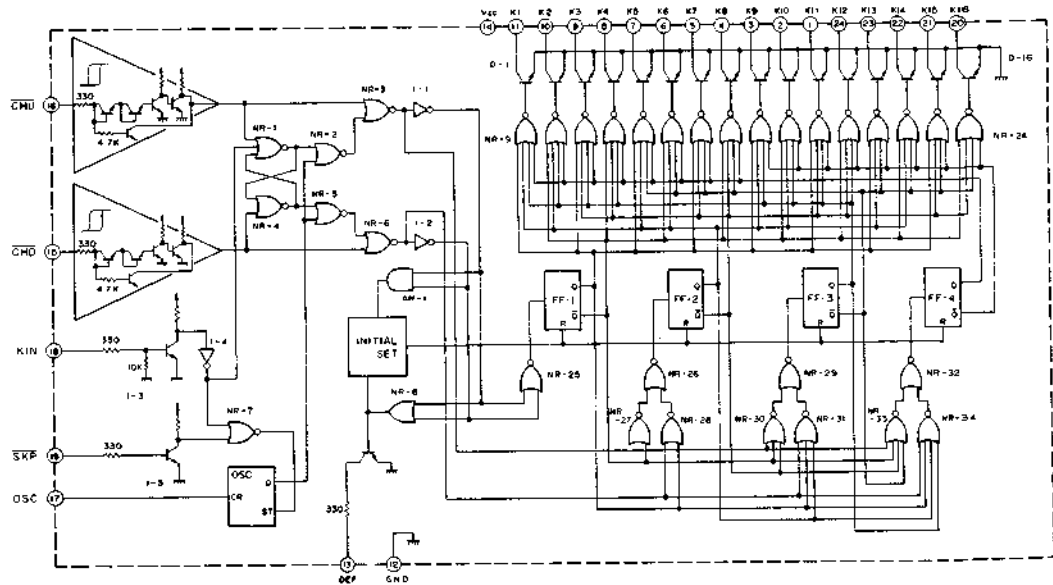 Vcc K1 K2 K3 K4 K5 K6 K7 K8 K9 K10 K11 K12 K13 K14 K15 K16
14 11 10 9 8 7 6 5 4 3 2 1 24 23 22 21 20
D-1 D-16
NR-9 NR-24
CHU
330
4.7K
NR-3 I-1
NR-1 NR-2
NR-4 NR-5
NR-6 I-2
CHD 15
330
4.7K
KIN 18
330
10K
I-3
I-4
NR-7
SKP
330
I-5
OSC 17
OSC
CR
Q
ST
INITIAL
SET
NR-8
330
13 12
DEF GND
FF-1 Q Q R
FF-2 Q Q R
FF-3 Q Q R
FF-4 Q Q R
NR-25
NR-26
NR-27
NR-28
NR-29
NR-30
NR-31
NR-32
NR-33
NR-34